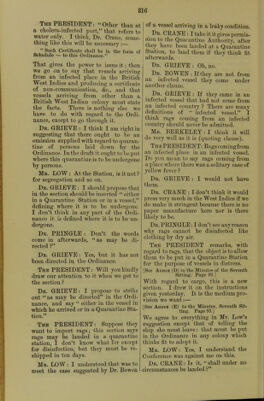 216
THE PRESIDENT: "Other than at
a cholera-infected port," that refers to
water only. I think, Dr. Crane, some-
thing like this will be necessary :—
"Such Certificate shall be in the form of
Schedule — to this Ordinance."
That gives the power to issue it; then
we go on to say that vessels arriving
from an infected place in the British
West Indies and producing a certificate
of non-communication, &c., and that
vessels arriving from other than a
British West Indian colony must state
the facts. There is nothing else we
have to do with regard to the Ordi-
nance, except to go through it.
DR. GRIEVE: I think I am right in
suggesting that there ought to be an
omission supplied with regard to quaran-
tine of persons laid down by the
Ordinance. I think it ought to be put
where this quarantine is to be undergone
by persons.
MR. LOW: At the Station, is it not?
for segregation and so on.
DR. GRIEVE: I should propose that
in the section should be inserted "either
in a Quarantine Station or in a vessel,"
defining where it is to be undergone.
I don't think in any part of the Ordi-
nance it is defined where it is to be un-
dergone.
DR. PRINGLE: Don't the words
come in afterwards, "as may be di-
rected?"
DR. GRIEVE: Yes, but it has not
been directed in the Ordinance.
THE PRESIDENT: Will you kindly
draw our attention to it when we get to
the section?
DR. GRIEVE: I propose to strike
out "as may be directed" in the Ordi-
nance, and say "either in the vessel in
which he arrived or in a Quarantine Sta-
tion."
THE PRESIDENT: Suppose they
want to import rags; this section says
rags may be landed in a quarantine
station, I don't know what except
for disinfection, but they must be re-
shipped in ten days.
MR. LOW: I understand that was to
meet the case suggested by Dr. Bowen
of a vessel arriving in a leaky condition.
DR. CRANE: I take it it gives permis-
sion to the Quarantine Authority, after
they have been landed at a Quarantine
Station, to land them if they think fit
afterwards.
DR. GRIEVE: Oh, no.
DR. BOWEN: If they are not from
an infected vessel they come under
another clause.
DR. GRIEVE: If they came in an
infected vessel that had not come from
an infected country? There are many
definitions of "infected vessel." I
think rags coming from an infected
country should never be admitted.
MR. BERKELEY: I think it will
do very well as it is (quoting clause).
THE PRESIDENT: Rags coming from
an infected place in an infected vessel.
Do you mean to say rags coming from
a place where there was a solitary case of
yellow fever?
DR. GRIEVE: I would not have
them.
DR. CRANE: I don't think it would
press very much in the West Indies if we
do make it stringent because there is no
paper manufacture here nor is there
likely to be.
DR. PRINGLE: I don't see any reason
why rags cannot be disinfected like
clothing by dry air.
THE PRESIDENT remarks, with
regard to rags, that the object is to allow
them to be put in a Quarantine Station
for the purpose of vessels in distress.
(See Annex (D) to the Minutes of the Seventh
Sitting. Page 91.)
With regard to cargo, this is a new
section. I drew it on the instructions
given yesterday. It is the medium pro-
vision we want :—
(See Annex (E) to the Minutes, Seventh Sit-
ting. Page 91.)
We agree to everything in Mr. Low's
suggestion except that of telling the
ship she must leave; that must be put
in the Ordinance in any colony which
thinks fit to adopt it.
MR. LOW: Yes, I understand the
Conference was against me on this.
DR. CRANE: Is it, "shall under no
circumstances be landed?"